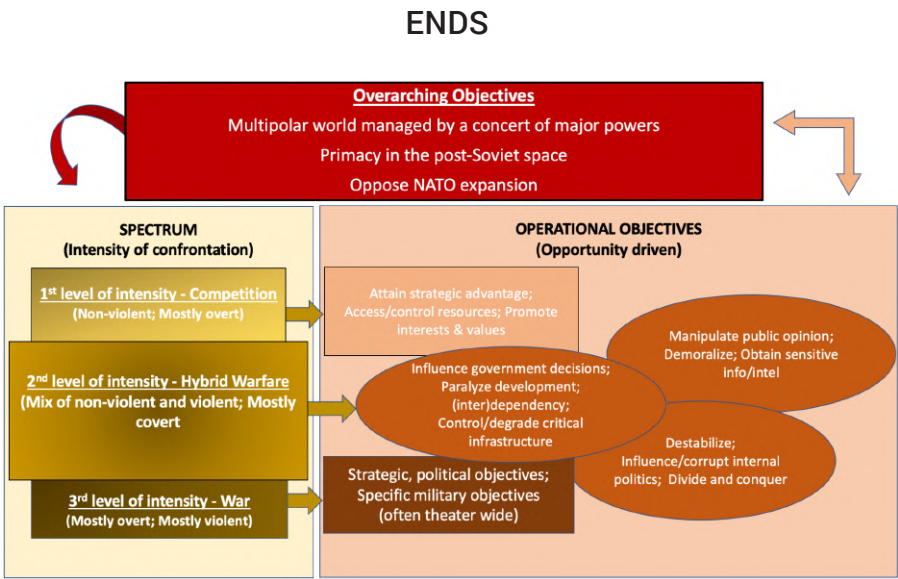 ENDS
Overarching Objectives
Multipolar world managed by a concert of major powers
Primacy in the post-Soviet space
Oppose NATO expansion
SPECTRUM
(Intensity of confrontation)
1st level of intensity - Competition
(Non-violent; Mostly overt)
2nd level of intensity - Hybrid Warfare
(Mix of non-violent and violent; Mostly
covert
3rd level of intensity - War
(Mostly overt; Mostly violent)
OPERATIONAL OBJECTIVES
(Opportunity driven)
Attain strategic advantage;
Access/control resources; Promote
interests & values
Influence government decisions;
Paralyze development;
(inter)dependency;
Control/degrade critical
infrastructure
Manipulate public opinion;
Demoralize; Obtain sensitive
info/intel
Destabilize;
Influence/corrupt internal
politics; Divide and conquer
Strategic, political objectives;
Specific military objectives
(often theater wide)